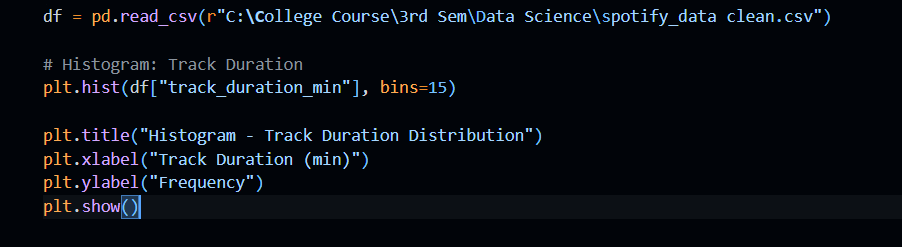 df = pd.read_csv(r"C:\College Course\3rd Sem\Data Science\spotify_data clean.csv")
# Histogram: Track Duration
plt.hist(df["track_duration_min"], bins=15)
plt.title("Histogram - Track Duration Distribution")
plt.xlabel("Track Duration (min)")
plt.ylabel("Frequency")
plt.show()